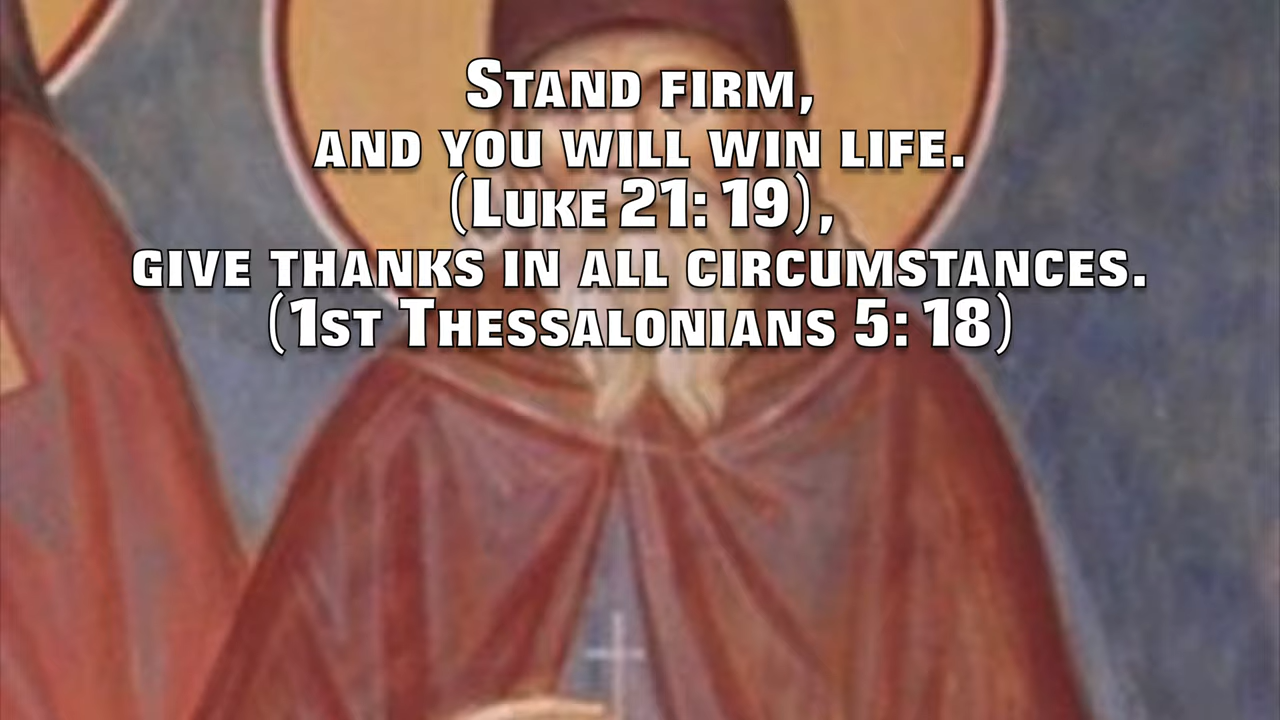 Stand firm,
and you will win life.
(Luke 21: 19),
give thanks in all circumstances.
(1st Thessalonians 5: 18)